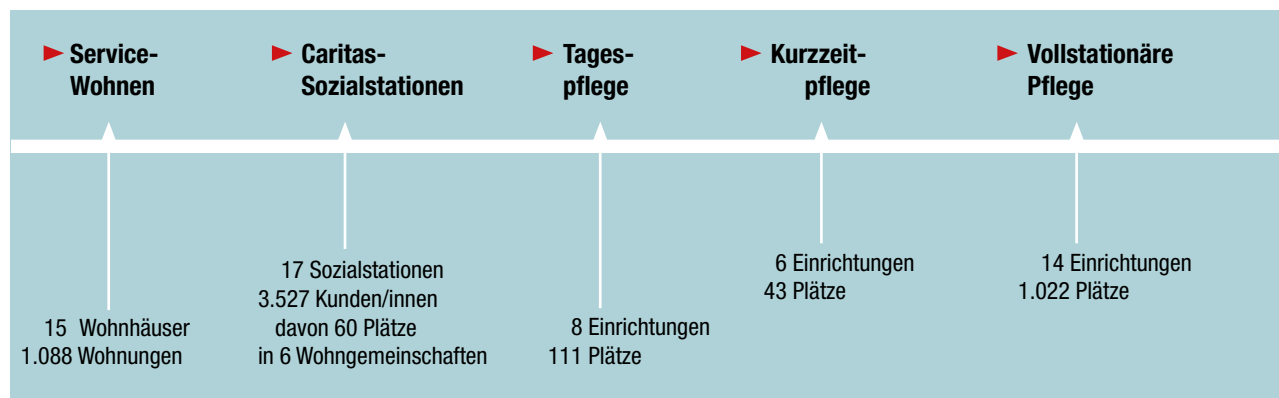 Service-
Wohnen
Caritas-
Sozialstationen
Tages-
pflege
Kurzzeit-
pflege
Vollstationäre
Pflege
15 Wohnhäuser
1.088 Wohnungen
17 Sozialstationen
3.527 Kunden/innen
davon 60 Plätze
in 6 Wohngemeinschaften
8 Einrichtungen
111 Plätze
6 Einrichtungen
43 Plätze
14 Einrichtungen
1.022 Plätze